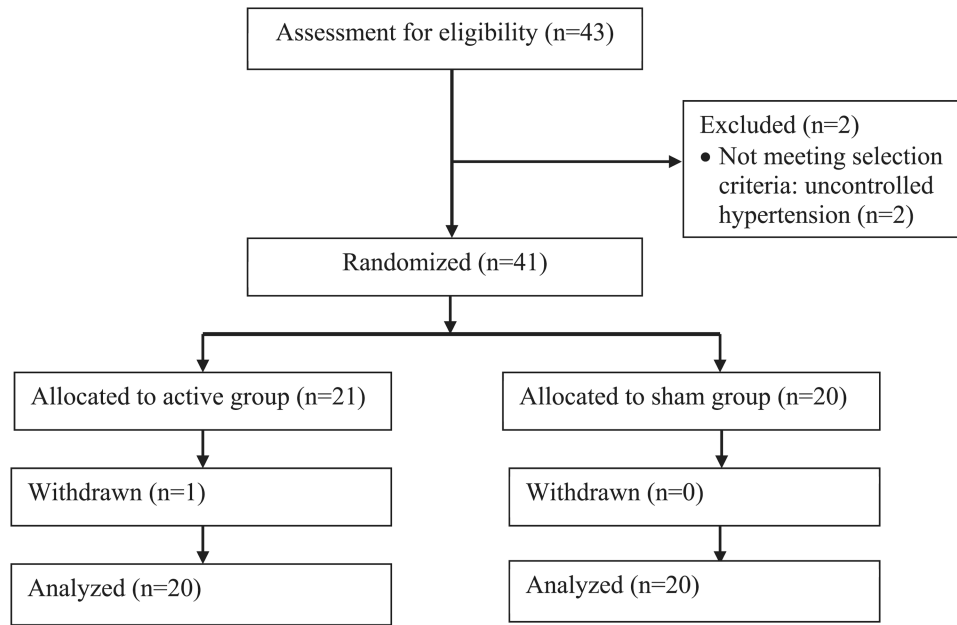 Assessment for eligibility (n=43)
Excluded (n=2)
• Not meeting selection
criteria: uncontrolled
hypertension (n=2)
Randomized (n=41)
Allocated to active group (n=21)
Allocated to sham group (n=20)
Withdrawn (n=1)
Withdrawn (n=0)
Analyzed (n=20)
Analyzed (n=20)